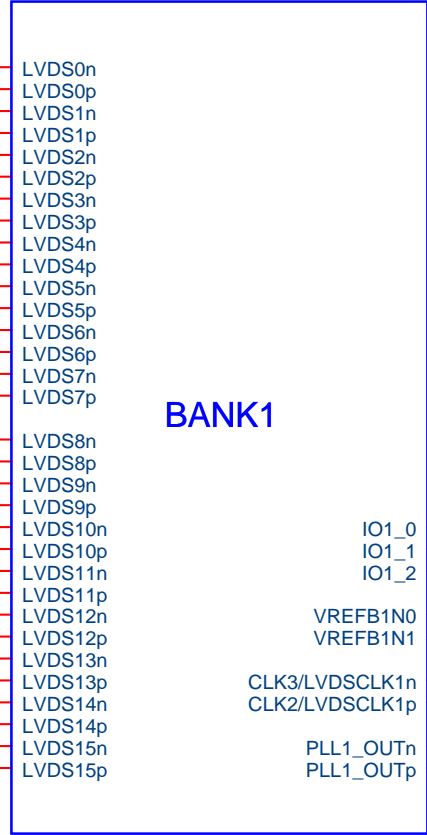 LVDS0n
LVDS0p
LVDS1n
LVDS1p
LVDS2n
LVDS2p
LVDS3n
LVDS3p
LVDS4n
LVDS4p
LVDS5n
LVDS5p
LVDS6n
LVDS6p
LVDS7n
LVDS7p
BANK1
LVDS8n
LVDS8p
LVDS9n
LVDS9p
LVDS10n
LVDS10p
LVDS11n
LVDS11p
LVDS12n
LVDS12p
LVDS13n
LVDS13p
LVDS14n
LVDS14p
LVDS15n
LVDS15p
IO1_0
IO1_1
IO1_2
VREFB1N0
VREFB1N1
CLK3/LVDSCLK1n
CLK2/LVDSCLK1p
PLL1_OUTn
PLL1_OUTp